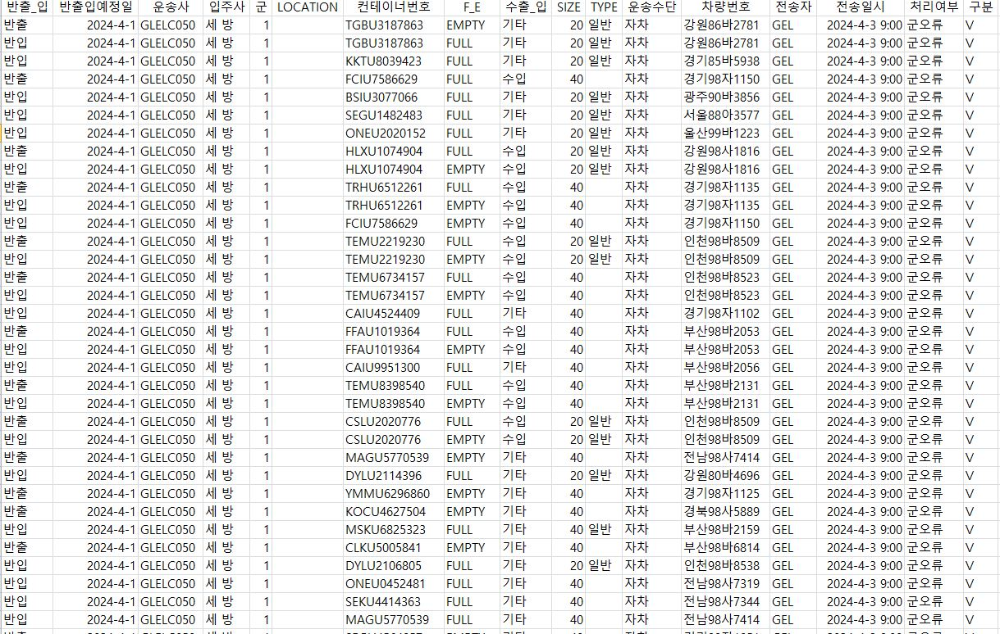 반출_입 반출입예정일 운송사 입주사 군 LOCATION 컨테이너번호 F_E 수출_입 SIZE TYPE 운송수단 차량번호 전송자 전송일시 처리여부 구분
반출 2024-4-1 GLELC050 세 방 1 TGBU3187863 EMPTY 기타 20 일반 자차 강원86바2781 GEL 2024-4-3 9:00 군오류 V
반입 2024-4-1 GLELC050 세 방 1 TGBU3187863 FULL 기타 20 일반 자차 강원86바2781 GEL 2024-4-3 9:00 군오류 V
반입 2024-4-1 GLELC050 세 방 1 KKTU8039423 FULL 기타 20 일반 자차 경기85바5938 GEL 2024-4-3 9:00 군오류 V
반출 2024-4-1 GLELC050 세 방 1 FCIU7586629 FULL 수입 40 자차 경기98자1150 GEL 2024-4-3 9:00 군오류 V
반입 2024-4-1 GLELC050 세 방 1 BSIU3077066 FULL 기타 20 일반 자차 광주90바3856 GEL 2024-4-3 9:00 군오류 V
반입 2024-4-1 GLELC050 세 방 1 SEGU1482483 FULL 기타 20 일반 자차 서울88아3577 GEL 2024-4-3 9:00 군오류 V
반입 2024-4-1 GLELC050 세 방 1 ONEU2020152 FULL 기타 20 일반 자차 울산99바1223 GEL 2024-4-3 9:00 군오류 V
반출 2024-4-1 GLELC050 세 방 1 HLXU1074904 FULL 수입 20 일반 자차 강원98사1816 GEL 2024-4-3 9:00 군오류 V
반입 2024-4-1 GLELC050 세 방 1 HLXU1074904 EMPTY 수입 20 일반 자차 강원98사1816 GEL 2024-4-3 9:00 군오류 V
반출 2024-4-1 GLELC050 세 방 1 TRHU6512261 FULL 수입 40 자차 경기98자1135 GEL 2024-4-3 9:00 군오류 V
반입 2024-4-1 GLELC050 세 방 1 TRHU6512261 EMPTY 수입 40 자차 경기98자1135 GEL 2024-4-3 9:00 군오류 V
반입 2024-4-1 GLELC050 세 방 1 FCIU7586629 EMPTY 수입 40 자차 경기98자1150 GEL 2024-4-3 9:00 군오류 V
반출 2024-4-1 GLELC050 세 방 1 TEMU2219230 FULL 수입 20 일반 자차 인천98바8509 GEL 2024-4-3 9:00 군오류 V
반입 2024-4-1 GLELC050 세 방 1 TEMU2219230 EMPTY 수입 20 일반 자차 인천98바8509 GEL 2024-4-3 9:00 군오류 V
반출 2024-4-1 GLELC050 세 방 1 TEMU6734157 FULL 수입 40 자차 인천98바8523 GEL 2024-4-3 9:00 군오류 V
반입 2024-4-1 GLELC050 세 방 1 TEMU6734157 EMPTY 수입 40 자차 인천98바8523 GEL 2024-4-3 9:00 군오류 V
반입 2024-4-1 GLELC050 세 방 1 CAIU4524409 FULL 기타 40 자차 경기98자1102 GEL 2024-4-3 9:00 군오류 V
반출 2024-4-1 GLELC050 세 방 1 FFAU1019364 FULL 수입 40 자차 부산98바2053 GEL 2024-4-3 9:00 군오류 V
반입 2024-4-1 GLELC050 세 방 1 FFAU1019364 EMPTY 수입 40 자차 부산98바2053 GEL 2024-4-3 9:00 군오류 V
반입 2024-4-1 GLELC050 세 방 1 CAIU9951300 FULL 기타 40 자차 부산98바2056 GEL 2024-4-3 9:00 군오류 V
반출 2024-4-1 GLELC050 세 방 1 TEMU8398540 FULL 수입 40 자차 부산98바2131 GEL 2024-4-3 9:00 군오류 V
반입 2024-4-1 GLELC050 세 방 1 TEMU8398540 EMPTY 수입 40 자차 부산98바2131 GEL 2024-4-3 9:00 군오류 V
반출 2024-4-1 GLELC050 세 방 1 CSLU2020776 FULL 수입 20 일반 자차 인천98바8509 GEL 2024-4-3 9:00 군오류 V
반입 2024-4-1 GLELC050 세 방 1 CSLU2020776 EMPTY 수입 20 일반 자차 인천98바8509 GEL 2024-4-3 9:00 군오류 V
반출 2024-4-1 GLELC050 세 방 1 MAGU5770539 EMPTY 기타 40 자차 전남98사7414 GEL 2024-4-3 9:00 군오류 V
반입 2024-4-1 GLELC050 세 방 1 DYLU2114396 FULL 기타 20 일반 자차 강원80바4696 GEL 2024-4-3 9:00 군오류 V
반출 2024-4-1 GLELC050 세 방 1 YMMU6296860 EMPTY 기타 40 자차 경기98자1125 GEL 2024-4-3 9:00 군오류 V
반출 2024-4-1 GLELC050 세 방 1 KOCU4627504 EMPTY 기타 40 자차 경북98사5889 GEL 2024-4-3 9:00 군오류 V
반입 2024-4-1 GLELC050 세 방 1 MSKU6825323 FULL 기타 40 일반 자차 부산98바2159 GEL 2024-4-3 9:00 군오류 V
반출 2024-4-1 GLELC050 세 방 1 CLKU5005841 EMPTY 기타 40 자차 부산98바6814 GEL 2024-4-3 9:00 군오류 V
반입 2024-4-1 GLELC050 세 방 1 DYLU2106805 FULL 기타 20 일반 자차 인천98바8538 GEL 2024-4-3 9:00 군오류 V
반입 2024-4-1 GLELC050 세 방 1 ONEU0452481 FULL 기타 40 자차 전남98사7319 GEL 2024-4-3 9:00 군오류 V
반입 2024-4-1 GLELC050 세 방 1 SEKU4414363 FULL 기타 40 자차 전남98사7344 GEL 2024-4-3 9:00 군오류 V
반입 2024-4-1 GLELC050 세 방 1 MAGU5770539 FULL 기타 40 자차 전남98사7414 GEL 2024-4-3 9:00 군오류 V